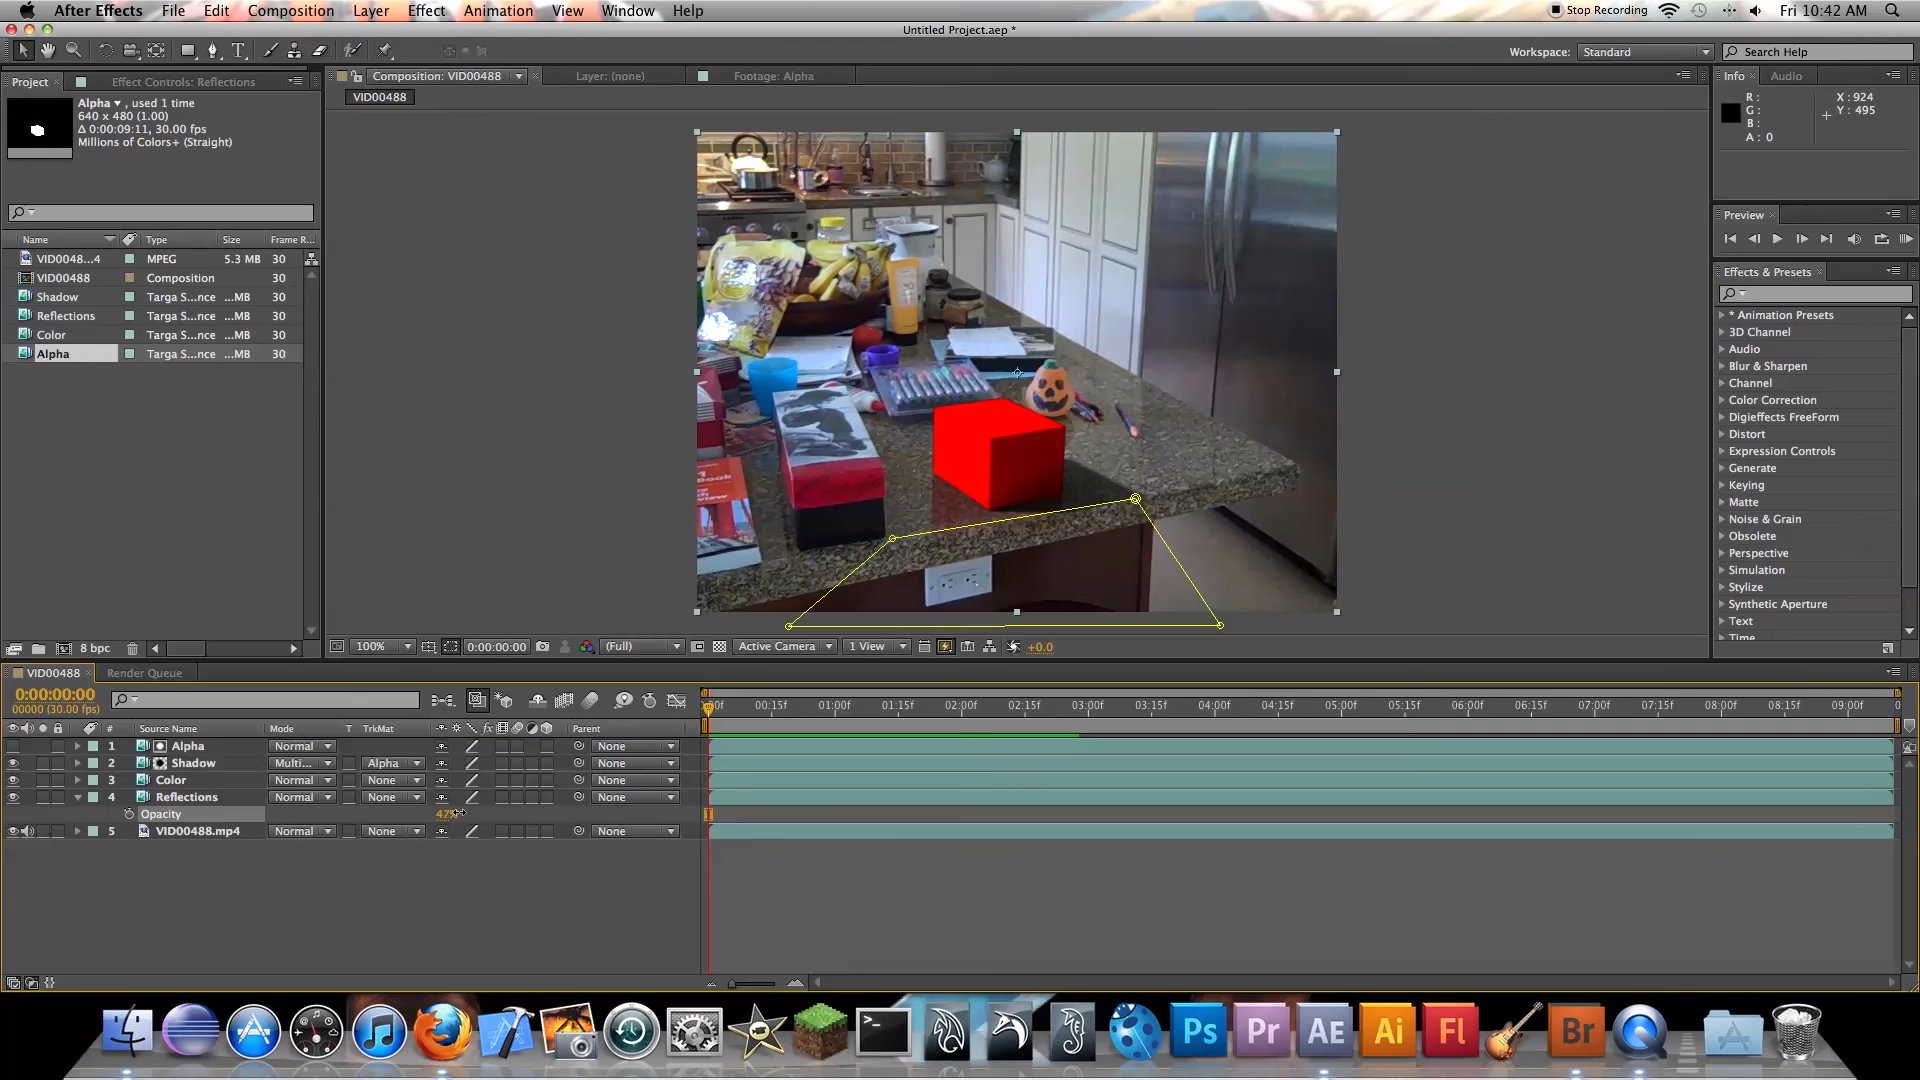 After Effects File Edit Composition Layer Effect Animation View Window Help Stop Recording Fri 10:42 AM
Untitled Project.aep *
Workspace: Standard Search Help
Project Effect Controls: Reflections Composition: VID00488 Layer: (none) Footage: Alpha Info Audio
VID00488
Alpha , used 1 time
640 x 480 (1.00)
Δ 0:00:09:11, 30.00 fps
Millions of Colors+ (Straight)
R :
G :
B :
A : 0
X : 924
Y : 495
Name Type Size Frame R...
VID0048...4 MPEG 5.3 MB 30
VID00488 Composition 30
Shadow Targa S...nce ...MB 30
Reflections Targa S...nce ...MB 30
Color Targa S...nce ...MB 30
Alpha Targa S...nce ...MB 30
Preview
Effects & Presets
* Animation Presets
3D Channel
Audio
Blur & Sharpen
Channel
Color Correction
Digieffects FreeForm
Distort
Expression Controls
Generate
Keying
Matte
Noise & Grain
Obsolete
Perspective
Simulation
Stylize
Synthetic Aperture
Text
Time
8 bpc
100% 0:00:00:00 (Full) Active Camera 1 View +0.0
VID00488 Render Queue
0:00:00:00
00000 (30.00 fps)
00:15f 01:00f 01:15f 02:00f 02:15f 03:00f 03:15f 04:00f 04:15f 05:00f 05:15f 06:00f 06:15f 07:00f 07:15f 08:00f 08:15f 09:00f
# Source Name Mode T TrkMat fx Parent
1 Alpha Normal None
2 Shadow Multi... Alpha None
3 Color Normal None None
4 Reflections Normal None None
Opacity 47%
5 VID00488.mp4 Normal None None
Ps Pr AE Ai Fl Br